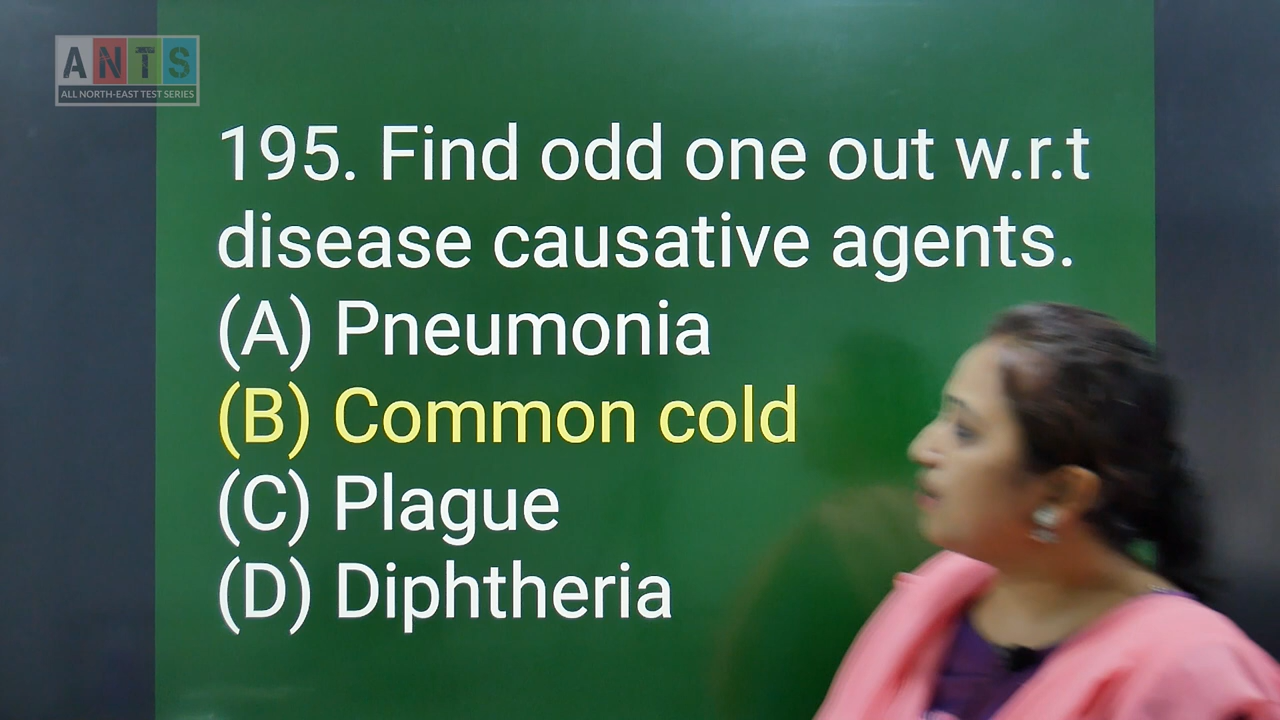 ANTS
ALL NORTH-EAST TEST SERIES
195. Find odd one out w.r.t
disease causative agents.
(A) Pneumonia
(B) Common cold
(C) Plague
(D) Diphtheria